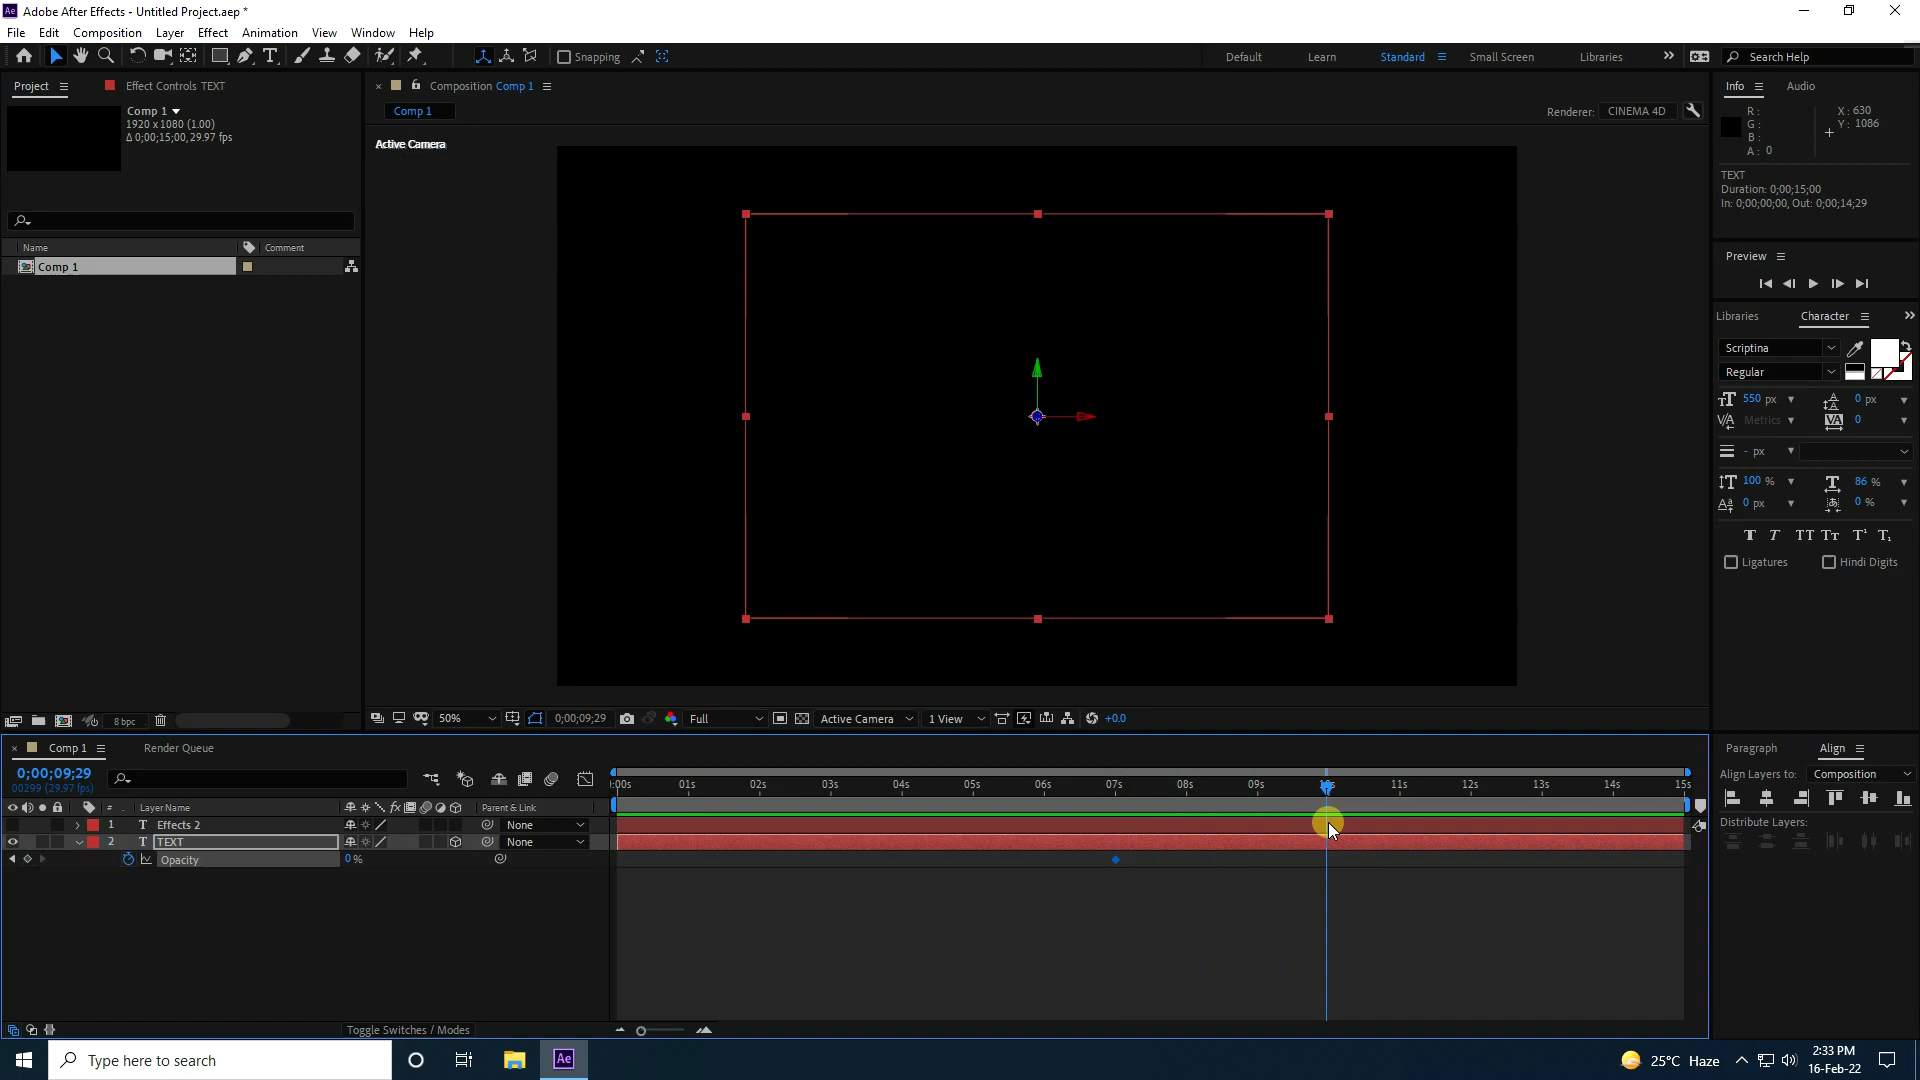 Adobe After Effects - Untitled Project.aep *
File Edit Composition Layer Effect Animation View Window Help
Snapping
Default Learn Standard Small Screen Libraries Search Help
Project Effect Controls TEXT
Comp 1
1920 x 1080 (1.00)
Δ 0;00;15;00, 29.97 fps
Name Comment
Comp 1
8 bpc
Composition Comp 1
Comp 1
Renderer: CINEMA 4D
Active Camera
50% 0;00;09;29 Full Active Camera 1 View +0.0
Info Audio
R:
G:
B:
A: 0
X: 630
Y: 1086
TEXT
Duration: 0;00;15;00
In: 0;00;00;00, Out: 0;00;14;29
Preview
Libraries Character
Scriptina
Regular
550 px 0 px
Metrics 0
- px
100 % 86 %
0 px 0 %
Ligatures Hindi Digits
Paragraph Align
Align Layers to: Composition
Distribute Layers:
Comp 1 Render Queue
0;00;09;29
00299 (29.97 fps)
# Layer Name Parent & Link
1 T Effects 2 None
2 T TEXT None
Opacity 0 %
:00s 01s 02s 03s 04s 05s 06s 07s 08s 09s 10s 11s 12s 13s 14s 15s
Toggle Switches / Modes
Type here to search
Ae
25°C Haze
2:33 PM
16-Feb-22